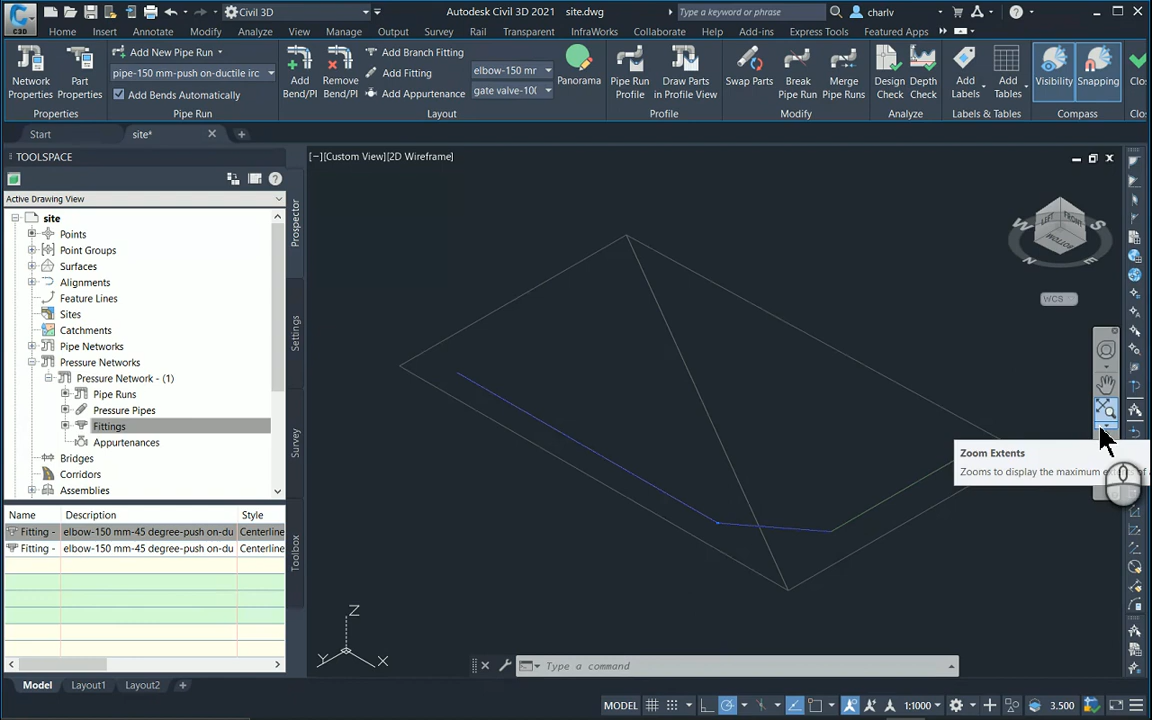 Civil 3D
Autodesk Civil 3D 2021 site.dwg
Type a keyword or phrase
charlv
C3D
Home Insert Annotate Modify Analyze View Manage Output Survey Rail Transparent InfraWorks Collaborate Help Add-ins Express Tools Featured Apps
Network Properties
Part Properties
Properties
Add New Pipe Run
pipe-150 mm-push on-ductile irc
Add Bends Automatically
Pipe Run
Add Bend/PI
Remove Bend/PI
Add Branch Fitting
Add Fitting
Add Appurtenance
elbow-150 mr
gate valve-10(
Layout
Panorama
Pipe Run Profile
Draw Parts in Profile View
Profile
Swap Parts
Break Pipe Run
Merge Pipe Runs
Modify
Design Check
Depth Check
Analyze
Add Labels
Add Tables
Labels & Tables
Visibility
Snapping
Compass
Clo
Clo
Start
site*
TOOLSPACE
[−][Custom View][2D Wireframe]
Active Drawing View
site
Points
Point Groups
Surfaces
Alignments
Feature Lines
Sites
Catchments
Pipe Networks
Pressure Networks
Pressure Network - (1)
Pipe Runs
Pressure Pipes
Fittings
Appurtenances
Bridges
Corridors
Assemblies
Prospector
Settings
Survey
Toolbox
Name Description Style
Fitting - elbow-150 mm-45 degree-push on-du Centerline
Fitting - elbow-150 mm-45 degree-push on-du Centerline
LEFT
FRONT
BOTTOM
W
S
N
E
WCS
Zoom Extents
Zooms to display the maximum
Z
Y
X
Type a command
Model Layout1 Layout2
MODEL
1:1000
3.500